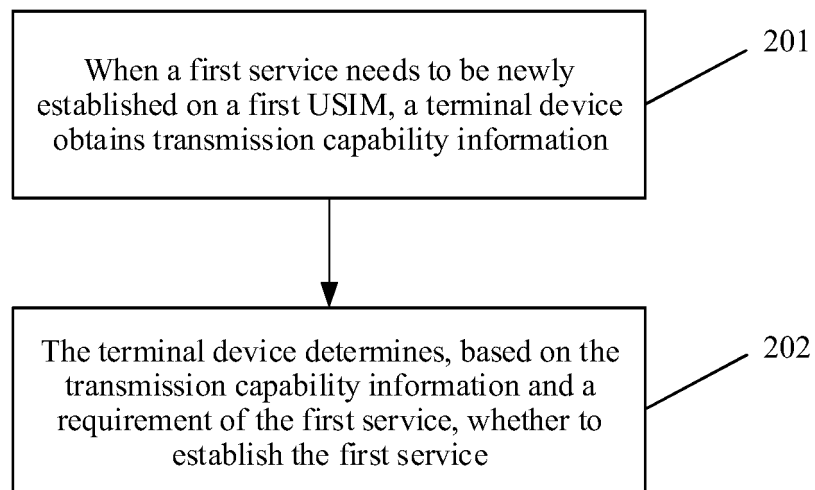 When a first service needs to be newly
established on a first USIM, a terminal device
obtains transmission capability information
201
The terminal device determines, based on the
transmission capability information and a
requirement of the first service, whether to
establish the first service
202